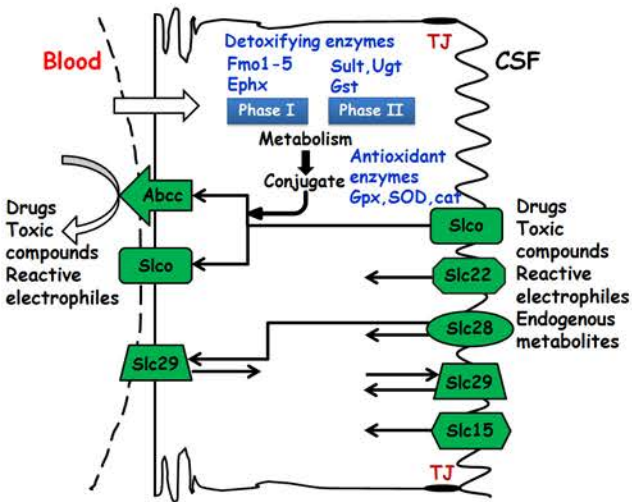 TJ
Blood
CSF
Detoxifying enzymes
Fmo1-5
Ephx
Sult,Ugt
Gst
Phase I
Phase II
Metabolism
Conjugate
Antioxidant
enzymes
Gpx,SOD,cat
Abcc
Slco
Slc29
Drugs
Toxic
compounds
Reactive
electrophiles
Slco
Slc22
Slc28
Slc29
Slc15
Drugs
Toxic
compounds
Reactive
electrophiles
Endogenous
metabolites
TJ